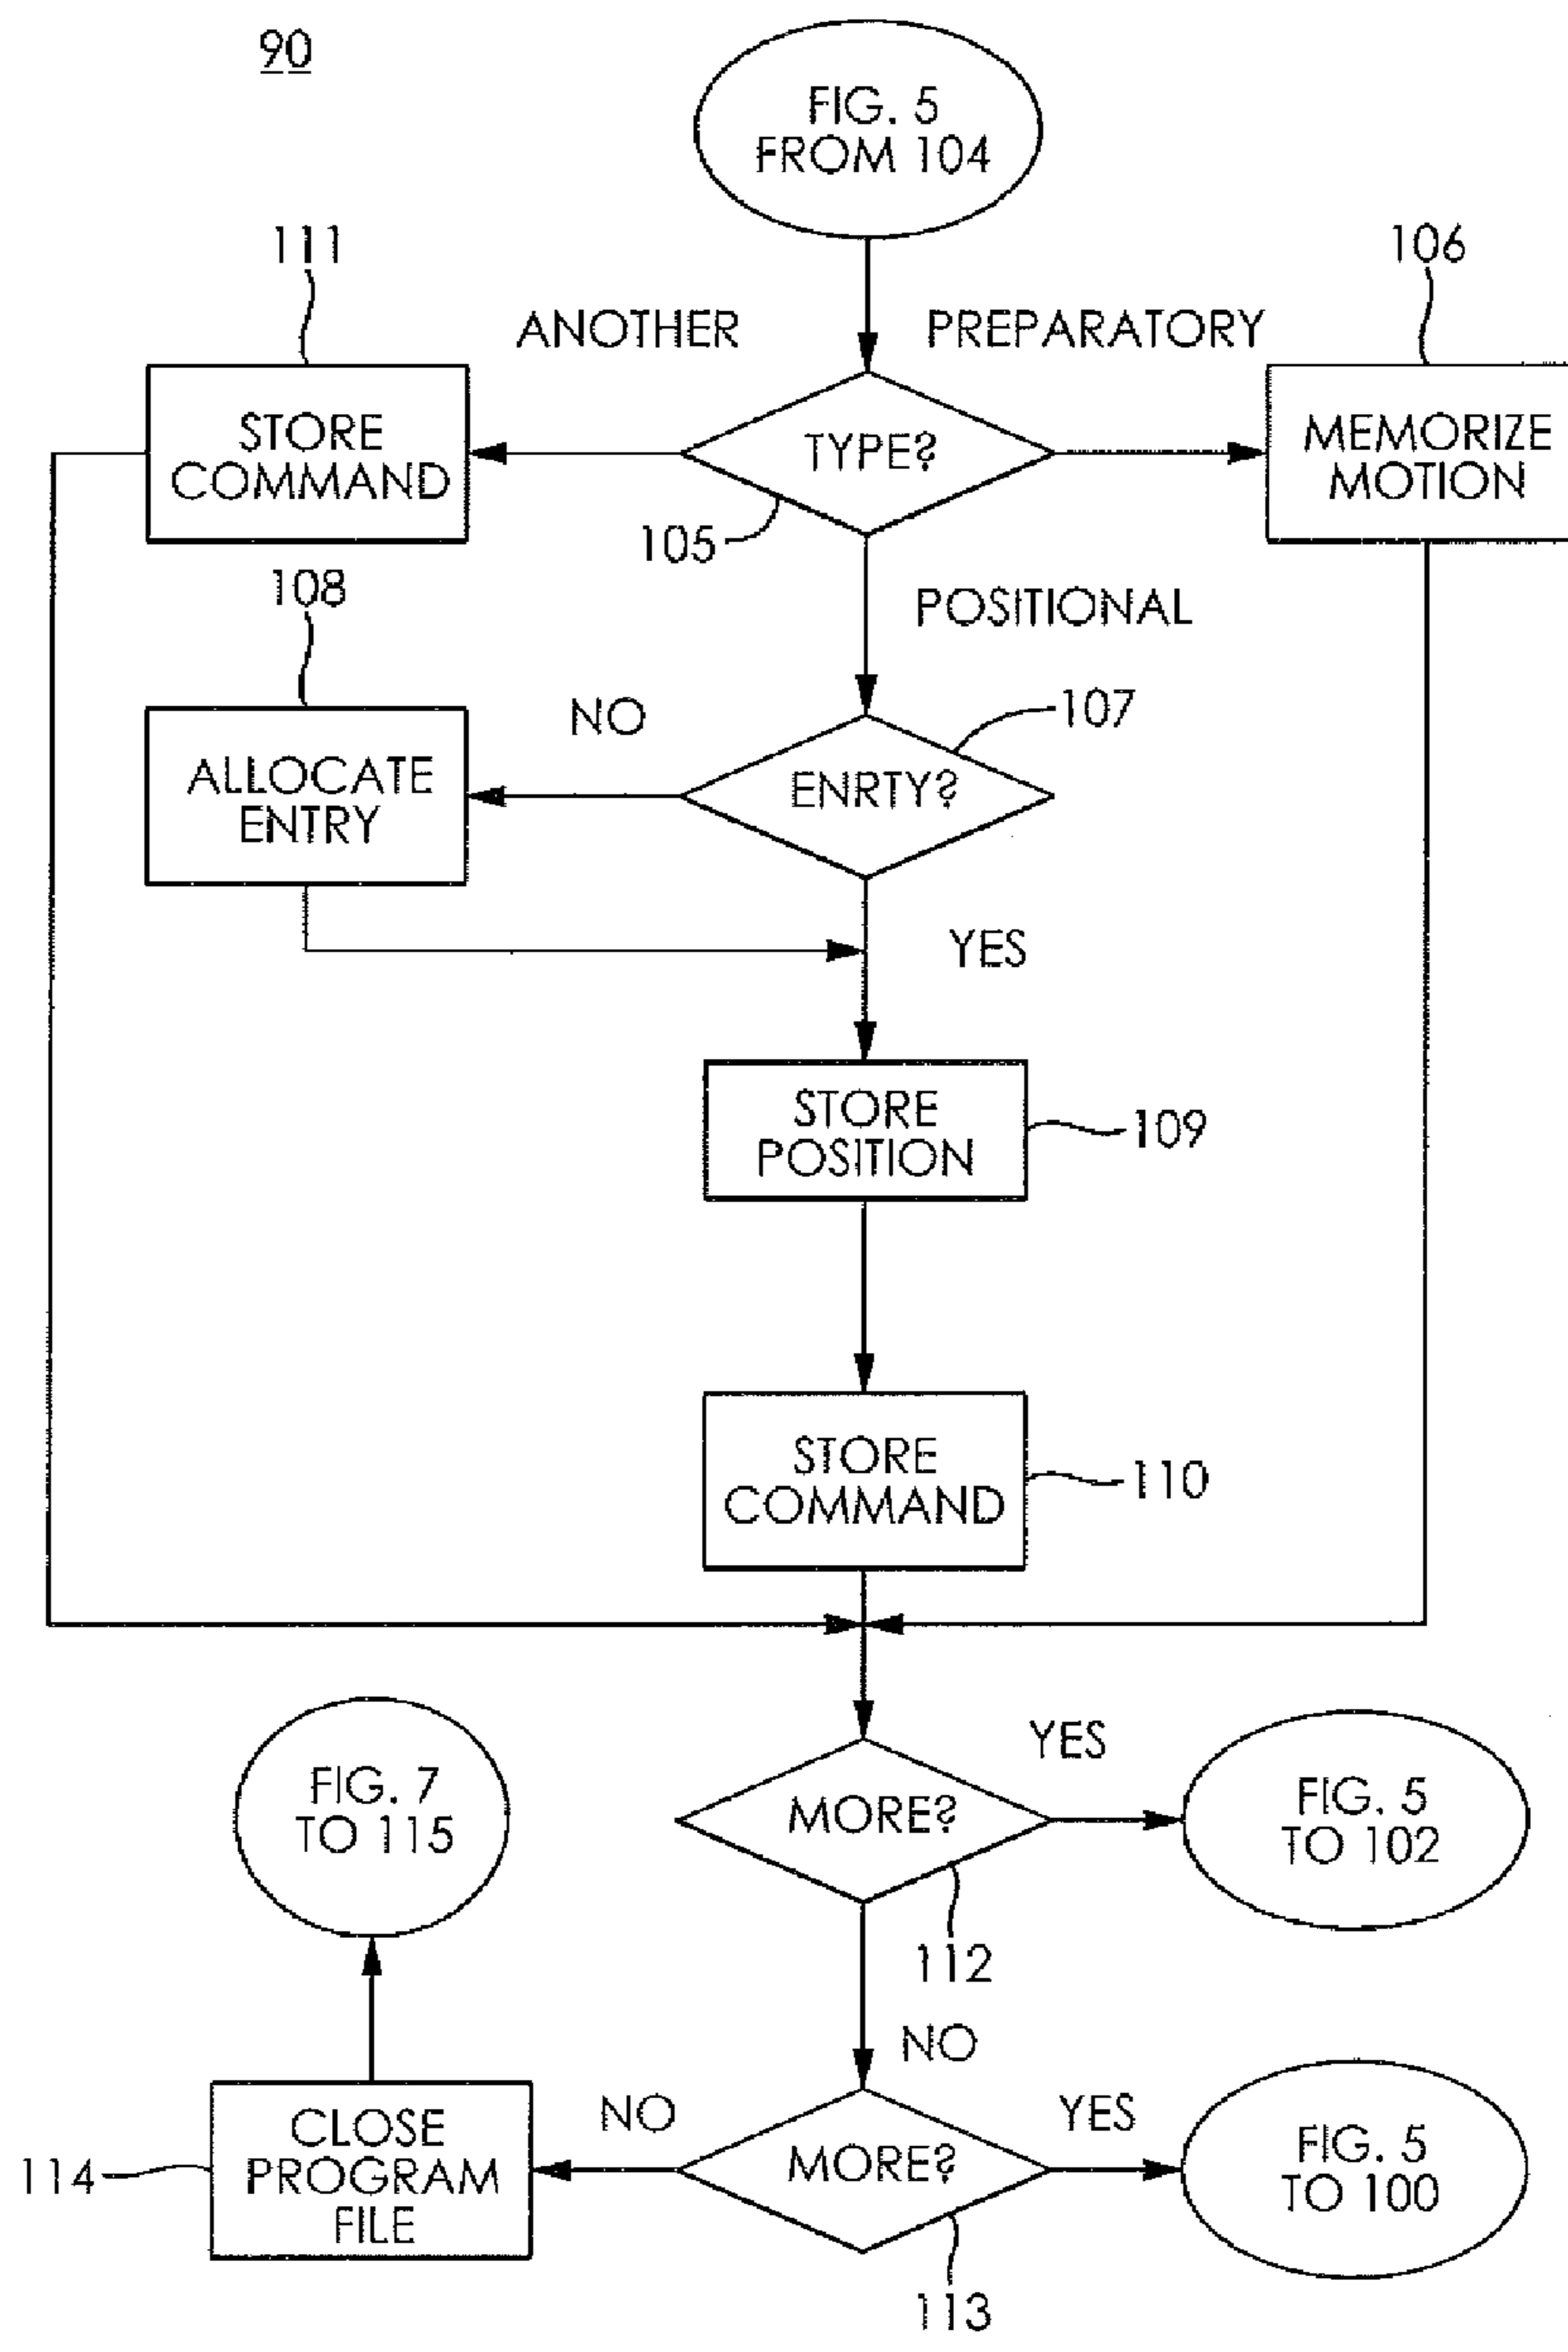 90
FIG. 5
FROM 104
111
106
ANOTHER
PREPARATORY
STORE
COMMAND
TYPE?
MEMORIZE
MOTION
105
108
POSITIONAL
NO
107
ALLOCATE
ENTRY
ENRTY?
YES
STORE
POSITION
109
STORE
COMMAND
110
FIG. 7
TO 115
YES
MORE?
FIG. 5
TO 102
112
NO
NO
YES
114
CLOSE
PROGRAM
FILE
MORE?
FIG. 5
TO 100
113